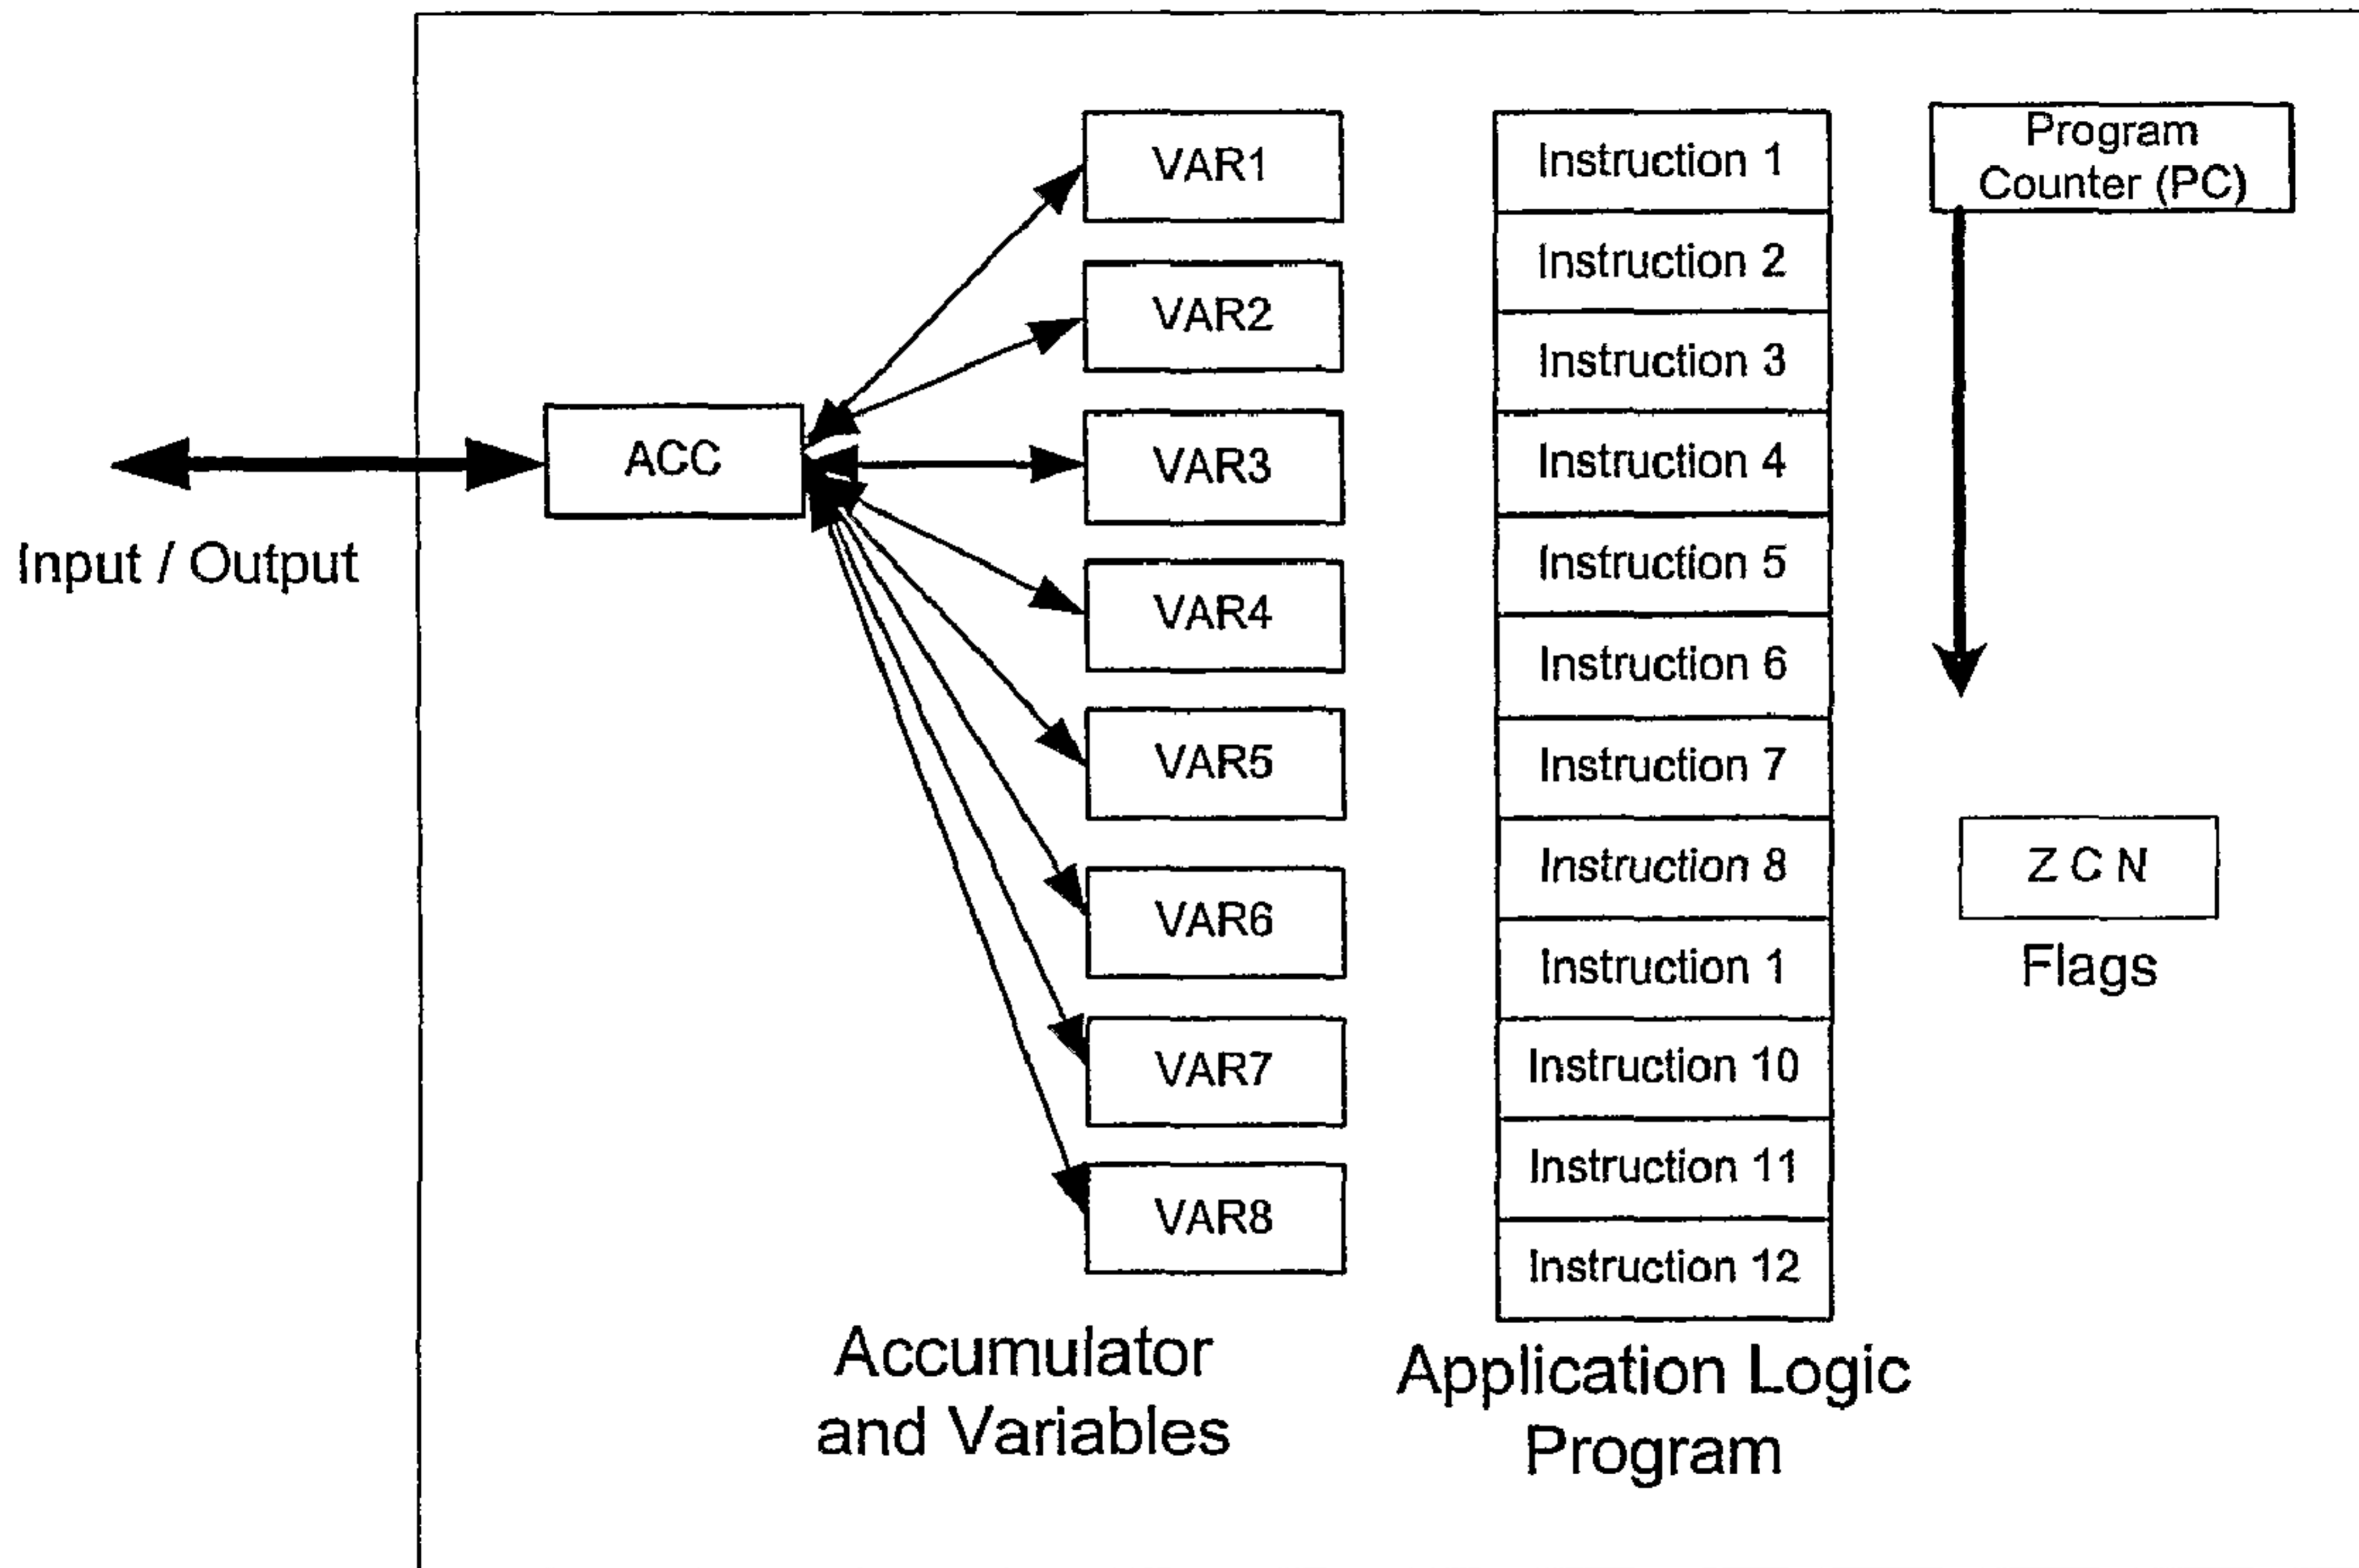 Input / Output
ACC
VAR1
VAR2
VAR3
VAR4
VAR5
VAR6
VAR7
VAR8
Accumulator
and Variables
Instruction 1
Instruction 2
Instruction 3
Instruction 4
Instruction 5
Instruction 6
Instruction 7
Instruction 8
Instruction 1
Instruction 10
Instruction 11
Instruction 12
Application Logic
Program
Program
Counter (PC)
Z C N
Flags